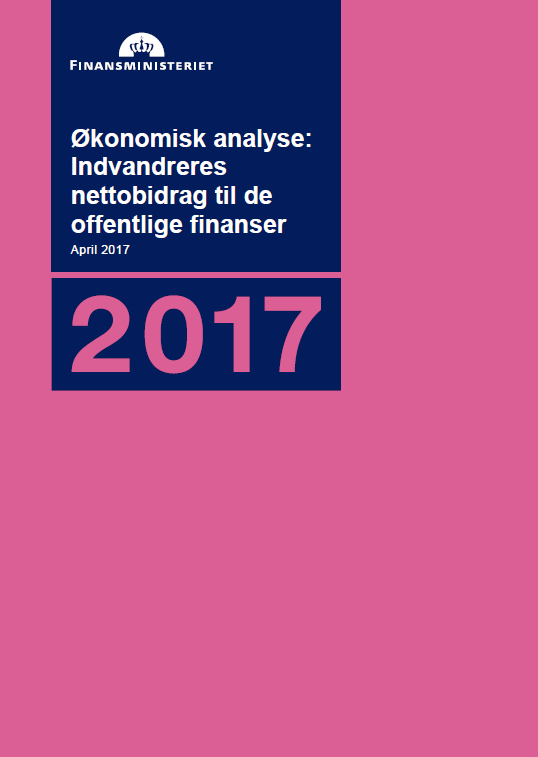 FINANSMINISTERIET
Økonomisk analyse:
Indvandreres
nettobidrag til de
offentlige finanser
April 2017
2017